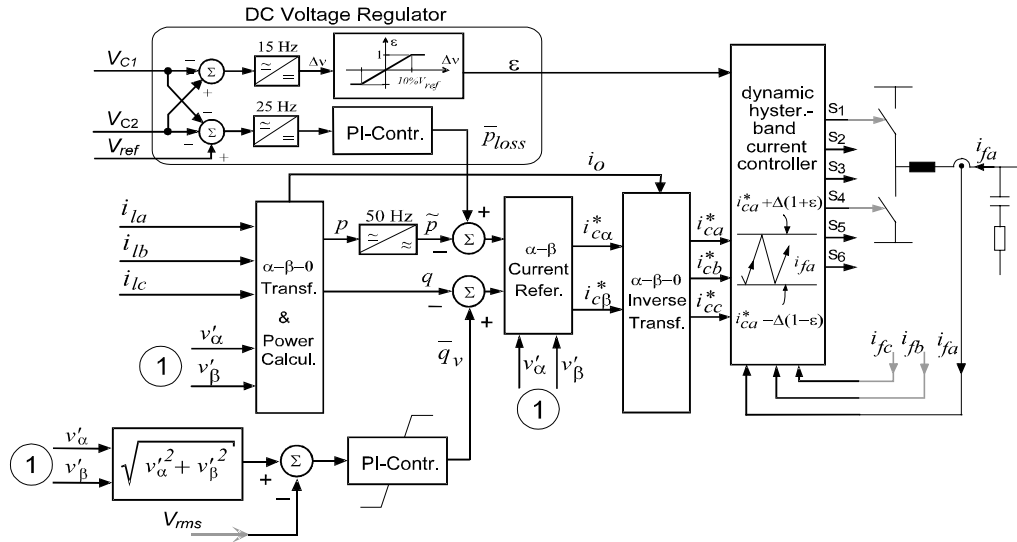 DC Voltage Regulator
V_C1
V_C2
V_ref
−
+
Σ
−
−
+
Σ
15 Hz
≃
=
Δv
ε
1
Δv
10%V_ref
25 Hz
≃
=
PI-Contr.
p̅_loss
ε
i_o
i_la
i_lb
i_lc
v'_α
v'_β
1
α–β–0
Transf.
&
Power
Calcul.
p
50 Hz
≃
≈
p̃
+
−
Σ
q
−
+
Σ
q̅_v
α–β
Current
Refer.
v'_α
v'_β
1
i*_cα
i*_cβ
α–β–0
Inverse
Transf.
i*_ca
i*_cb
i*_cc
dynamic
hyster.-
band
current
controller
i*_ca +Δ(1+ε)
i_fa
i*_ca −Δ(1−ε)
S1
S2
S3
S4
S5
S6
i_fa
i_fc
i_fb
i_fa
1
v'_α
v'_β
√v'_α² + v'_β²
+
−
Σ
V_rms
PI-Contr.